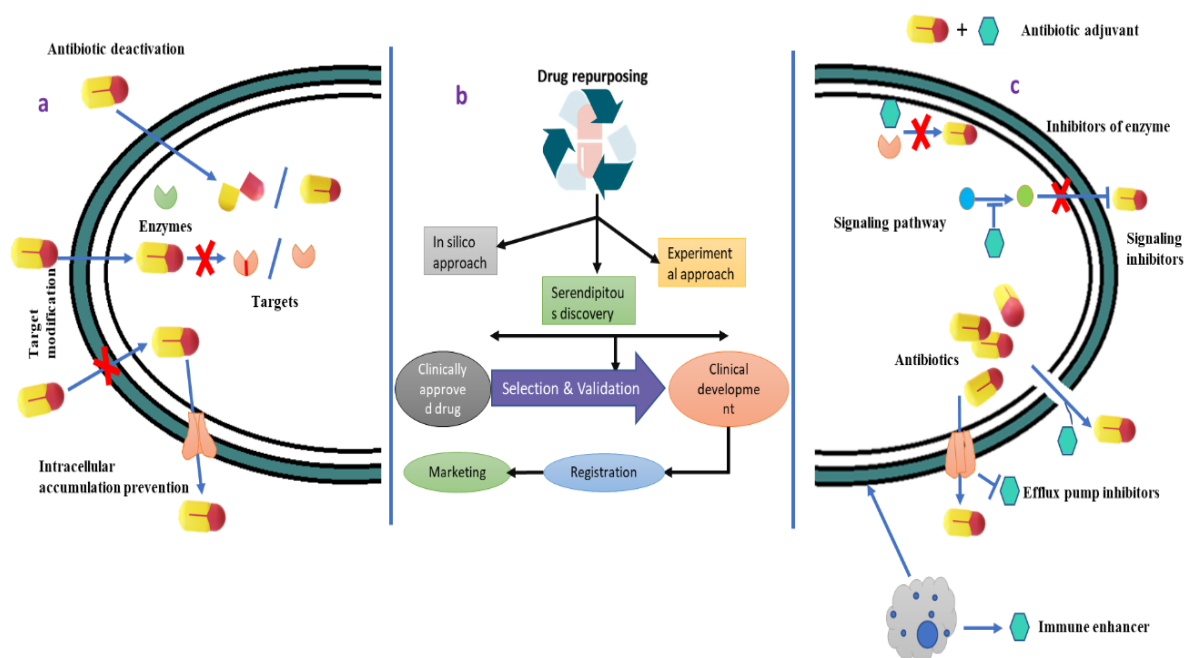 Antibiotic deactivation
a
Enzymes
Targets
Target
modification
Intracellular
accumulation prevention
b
Drug repurposing
In silico
approach
Experiment
al approach
Serendipitou
s discovery
Clinically
approve
d drug
Selection & Validation
Clinical
developme
nt
Marketing
Registration
+
Antibiotic adjuvant
c
Inhibitors of enzyme
Signaling pathway
Signaling
inhibitors
Antibiotics
Efflux pump inhibitors
Immune enhancer